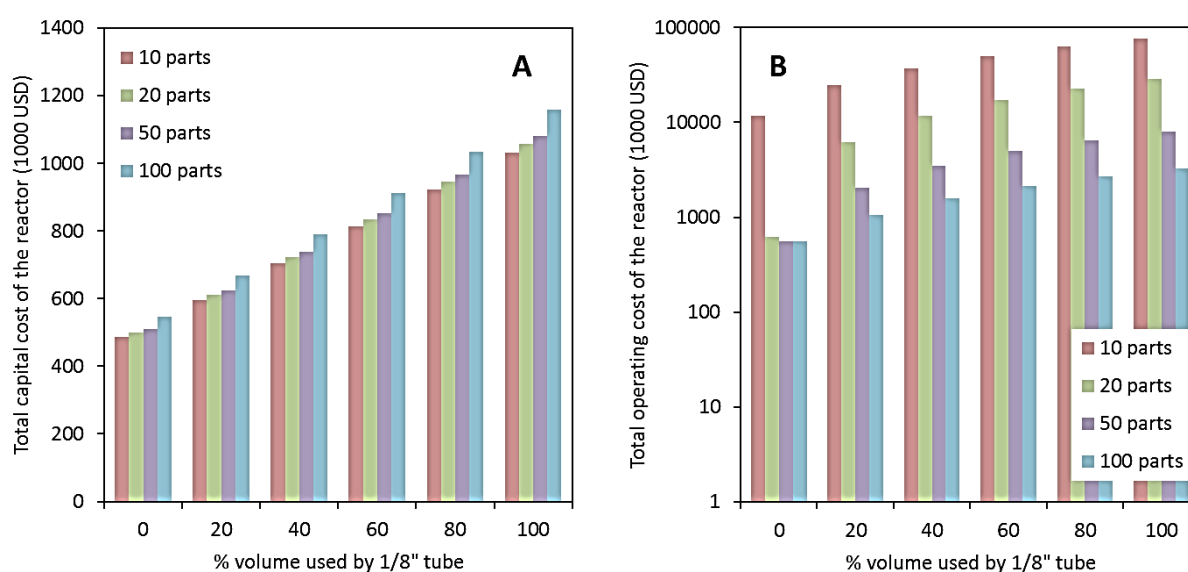 Total capital cost of the reactor (1000 USD)
1400
1200
1000
800
600
400
200
0
10 parts
20 parts
50 parts
100 parts
A
0 20 40 60 80 100
% volume used by 1/8" tube
Total operating cost of the reactor (1000 USD)
100000
10000
1000
100
10
1
B
10 parts
20 parts
50 parts
100 parts
0 20 40 60 80 100
% volume used by 1/8" tube